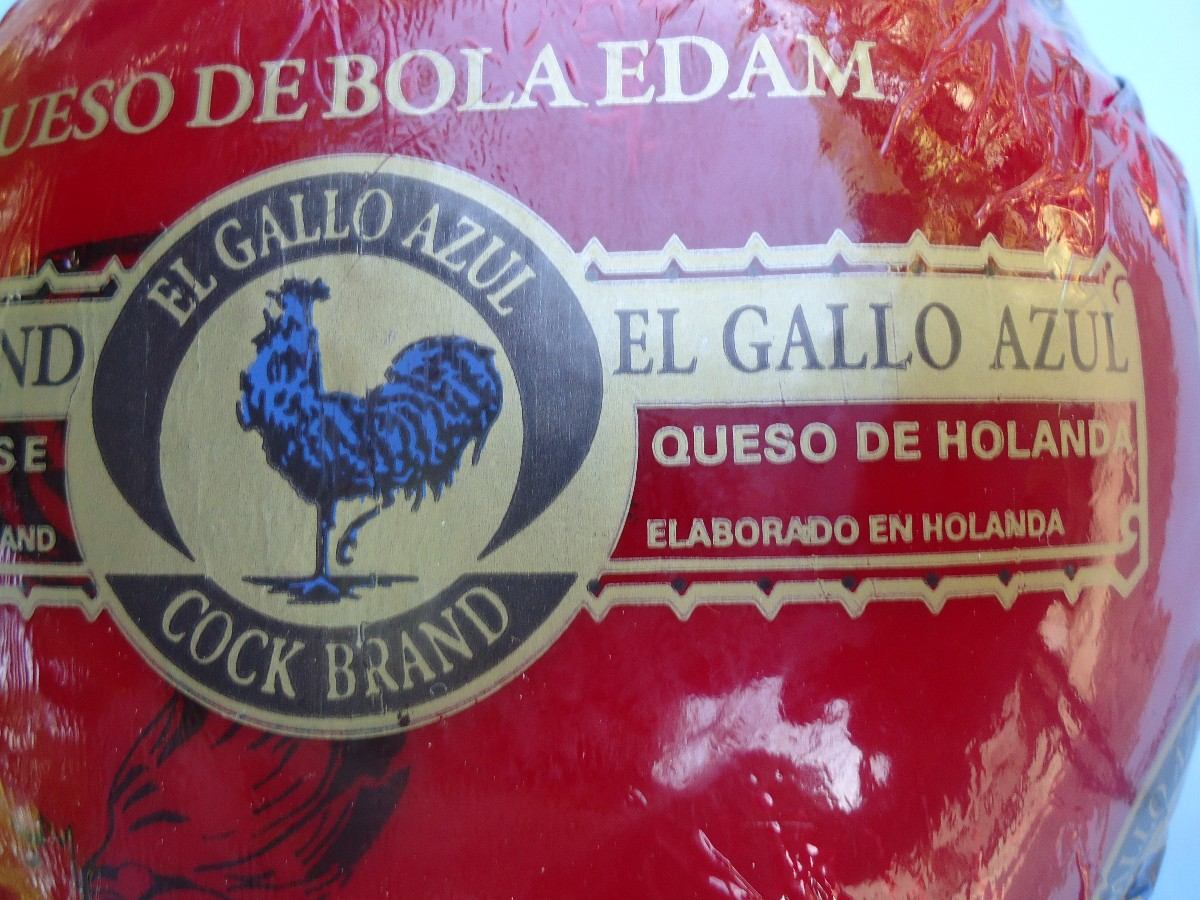 UESO DE BOLA EDAM
EL GALLO AZUL
COCK BRAND
ND
SE
AND
EL GALLO AZUL
QUESO DE HOLANDA
ELABORADO EN HOLANDA